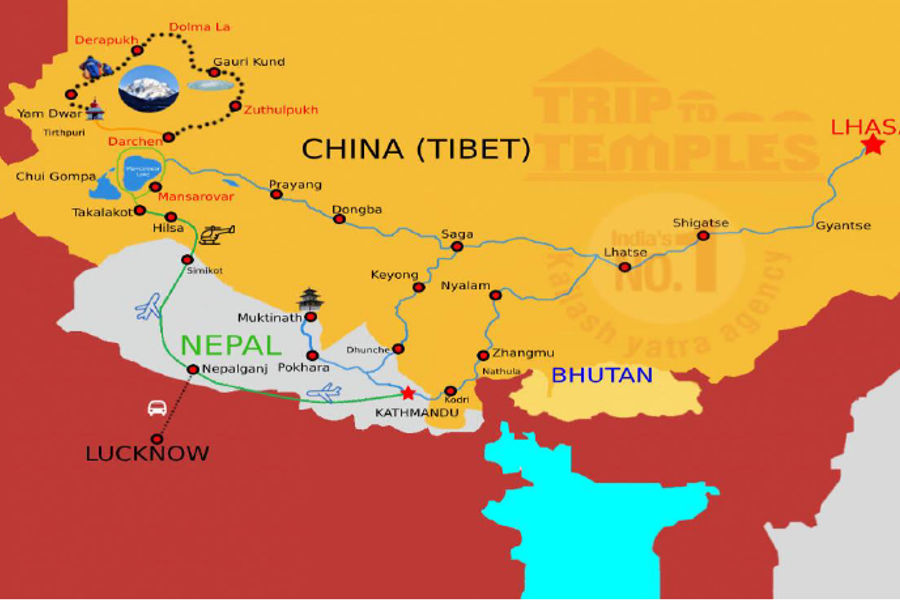 Dolma La
Derapukh
Gauri Kund
Yam Dwar
Zuthulpukh
Tirthpuri
Darchen
CHINA (TIBET)
TRIP TO
TEMPLES
LHASA
Chui Gompa
Mansarovar
Prayang
Takalakot
Hilsa
Dongba
Saga
Shigatse
Gyantse
Lhatse
India's
NO. 1
Kailash yatra agency
Simikot
Keyong
Nyalam
Muktinath
NEPAL
Dhunche
Zhangmu
Nepalganj
Pokhara
Nathula
BHUTAN
Kodri
KATHMANDU
LUCKNOW